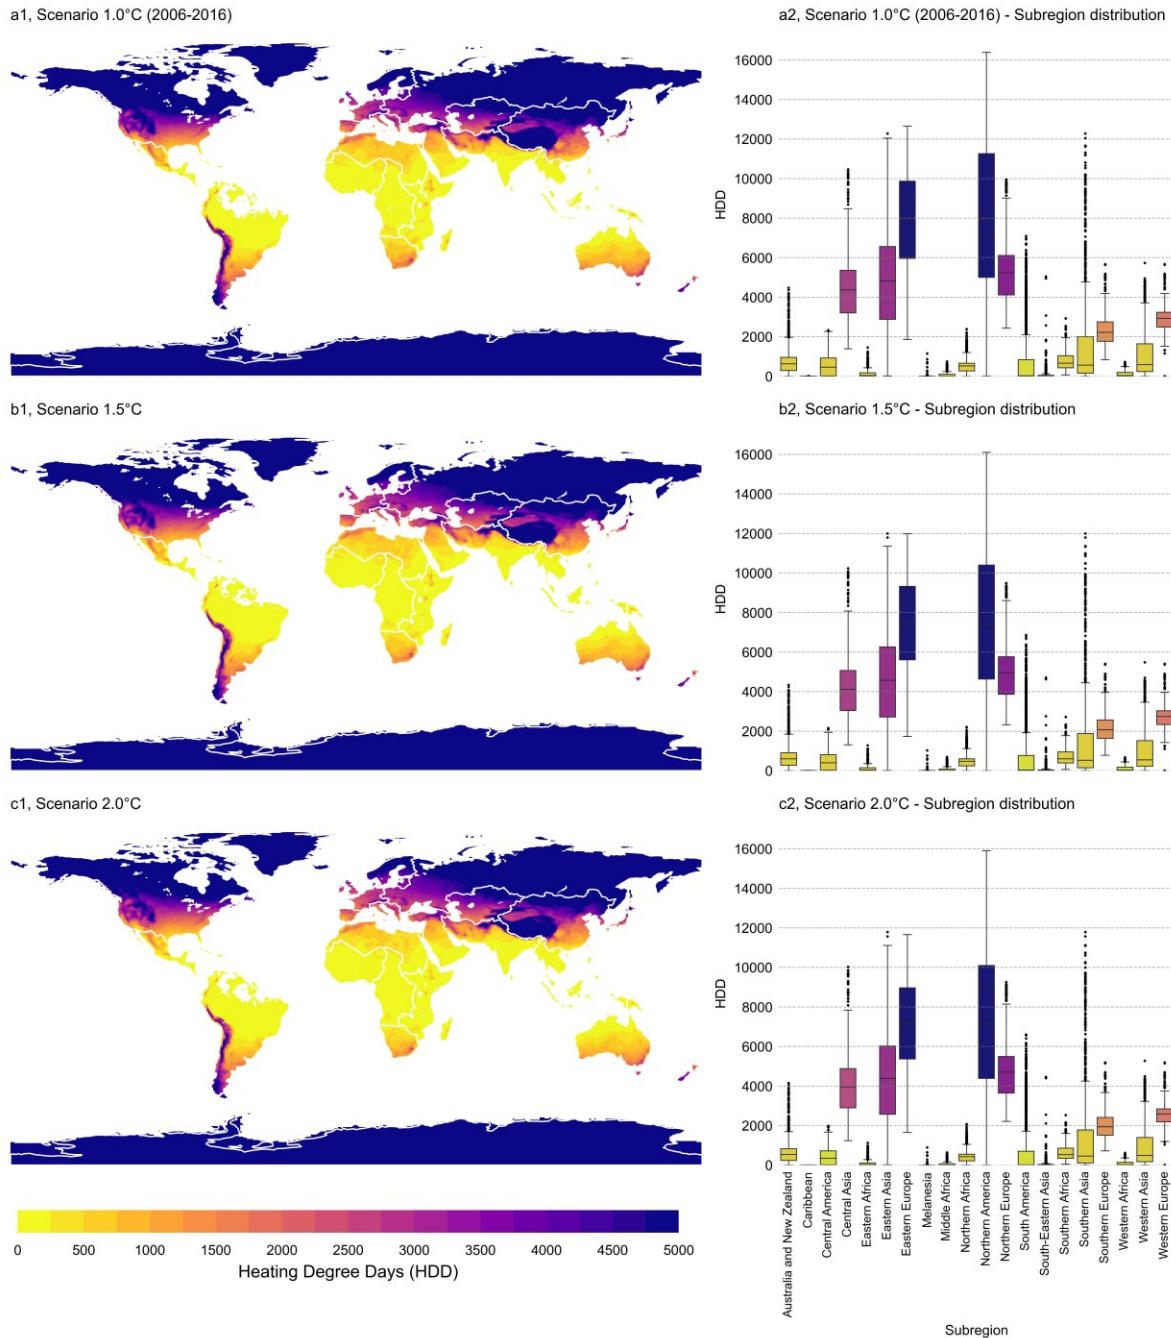 a1, Scenario 1.0°C (2006-2016)
a2, Scenario 1.0°C (2006-2016) - Subregion distribution
16000
14000
12000
10000
8000
6000
4000
2000
0
HDD
b1, Scenario 1.5°C
b2, Scenario 1.5°C - Subregion distribution
16000
14000
12000
10000
8000
6000
4000
2000
0
HDD
c1, Scenario 2.0°C
c2, Scenario 2.0°C - Subregion distribution
16000
14000
12000
10000
8000
6000
4000
2000
0
HDD
Australia and New Zealand
Caribbean
Central America
Central Asia
Eastern Africa
Eastern Asia
Eastern Europe
Melanesia
Middle Africa
Northern Africa
Northern America
Northern Europe
South America
South-Eastern Asia
Southern Africa
Southern Asia
Southern Europe
Western Africa
Western Asia
Western Europe
Subregion
0 500 1000 1500 2000 2500 3000 3500 4000 4500 5000
Heating Degree Days (HDD)